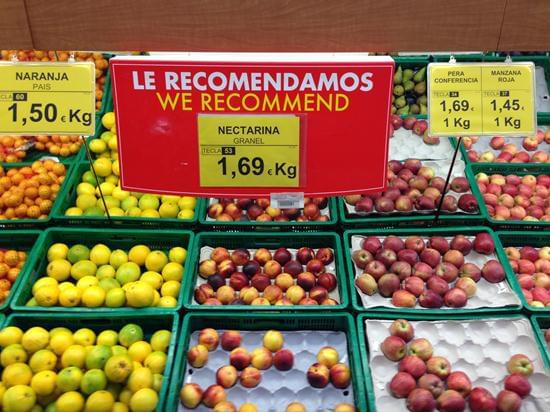 NARANJA
PAIS
TECLA 60
1,50 € Kg
LE RECOMENDAMOS
WE RECOMMEND
NECTARINA
GRANEL
TECLA 53
1,69 € Kg
PERA
CONFERENCIA
TECLA 34
1,69 €
1 Kg
MANZANA
ROJA
TECLA 37
1,45 €
1 Kg